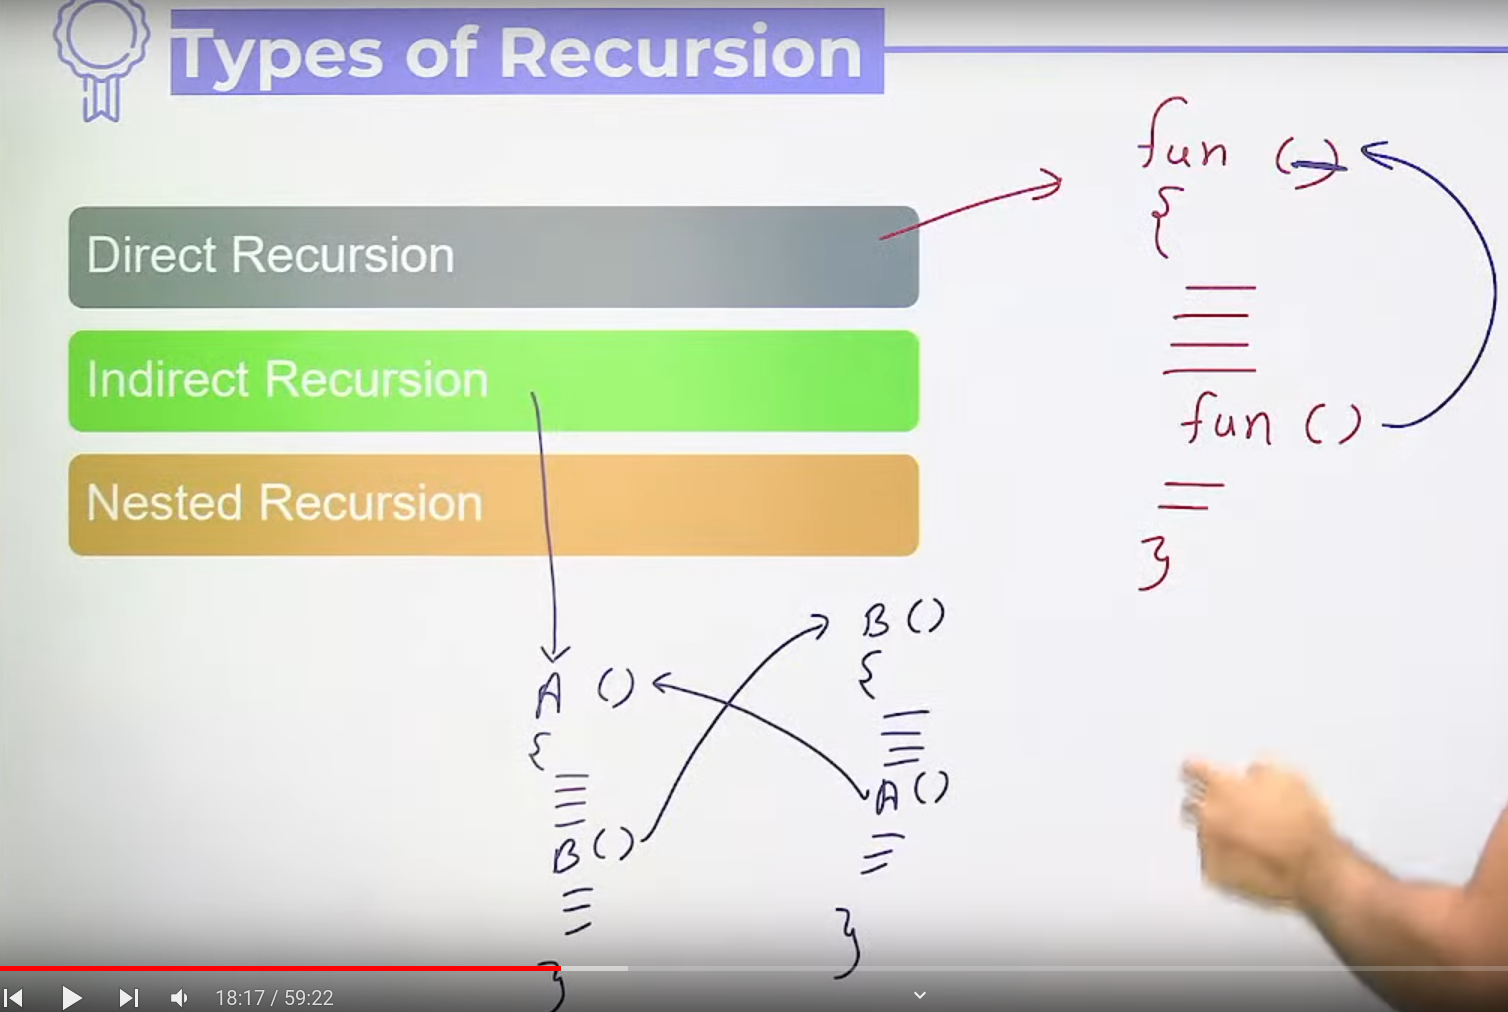 Types of Recursion
Direct Recursion
Indirect Recursion
Nested Recursion
fun ( )
{
fun ( )
}
A ( )
{
B ( )
}
B ( )
{
A ( )
}
18:17 / 59:22